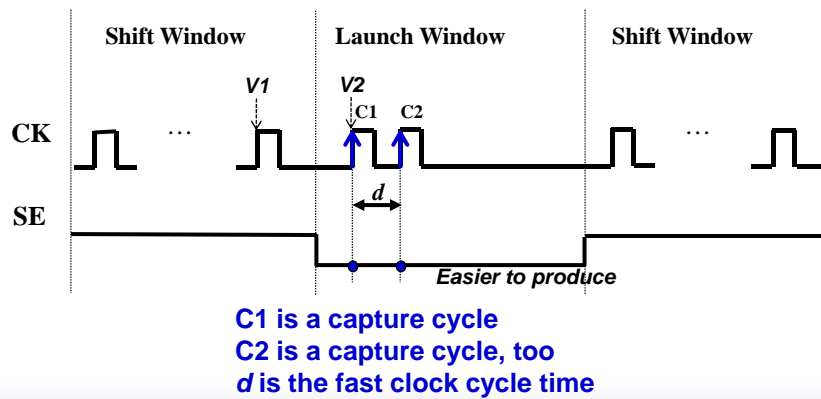 Shift Window Launch Window Shift Window
V1 V2
C1 C2
CK ... ...
d
SE
Easier to produce
C1 is a capture cycle
C2 is a capture cycle, too
d is the fast clock cycle time